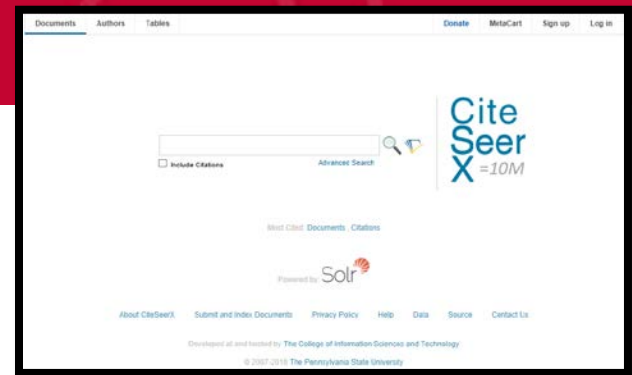 Documents Authors Tables Donate MetaCart Sign up Log in
Cite
Seer
X =10M
Include Citations Advanced Search
Most Cited: Documents, Citations
Powered by: Solr
About CiteSeerX Submit and Index Documents Privacy Policy Help Data Source Contact Us
Developed at and hosted by The College of Information Sciences and Technology
© 2007-2018 The Pennsylvania State University